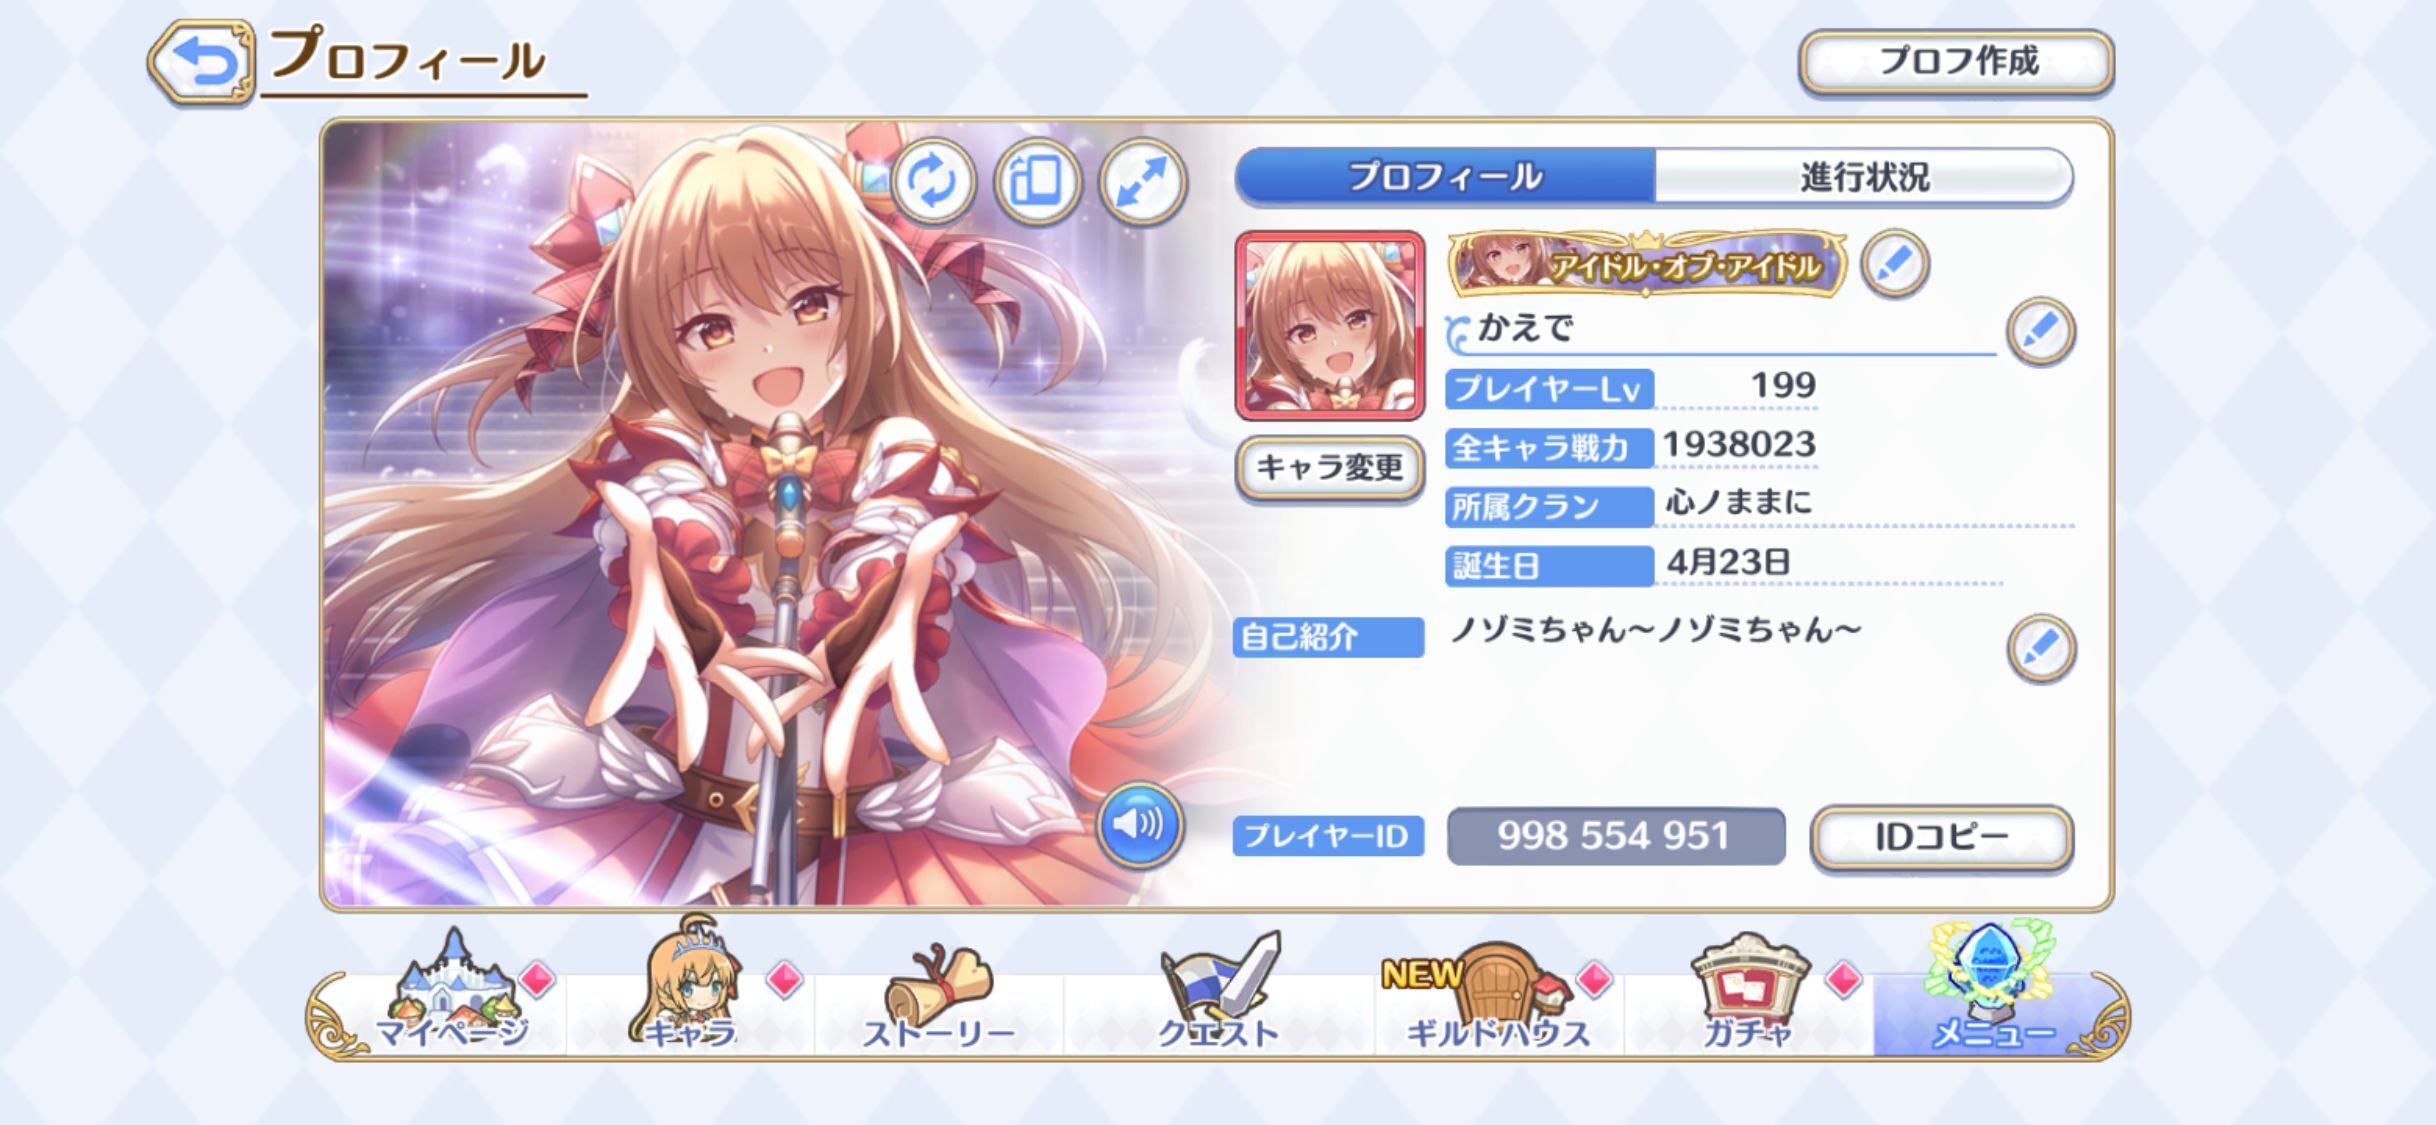 プロフィール
プロフ作成
プロフィール
進行状況
アイドル・オブ・アイドル
かえで
プレイヤーLv 199
全キャラ戦力 1938023
キャラ変更
所属クラン 心ノままに
誕生日 4月23日
自己紹介 ノゾミちゃん〜ノゾミちゃん〜
プレイヤーID 998 554 951 IDコピー
NEW
マイページ キャラ ストーリー クエスト ギルドハウス ガチャ メニュー